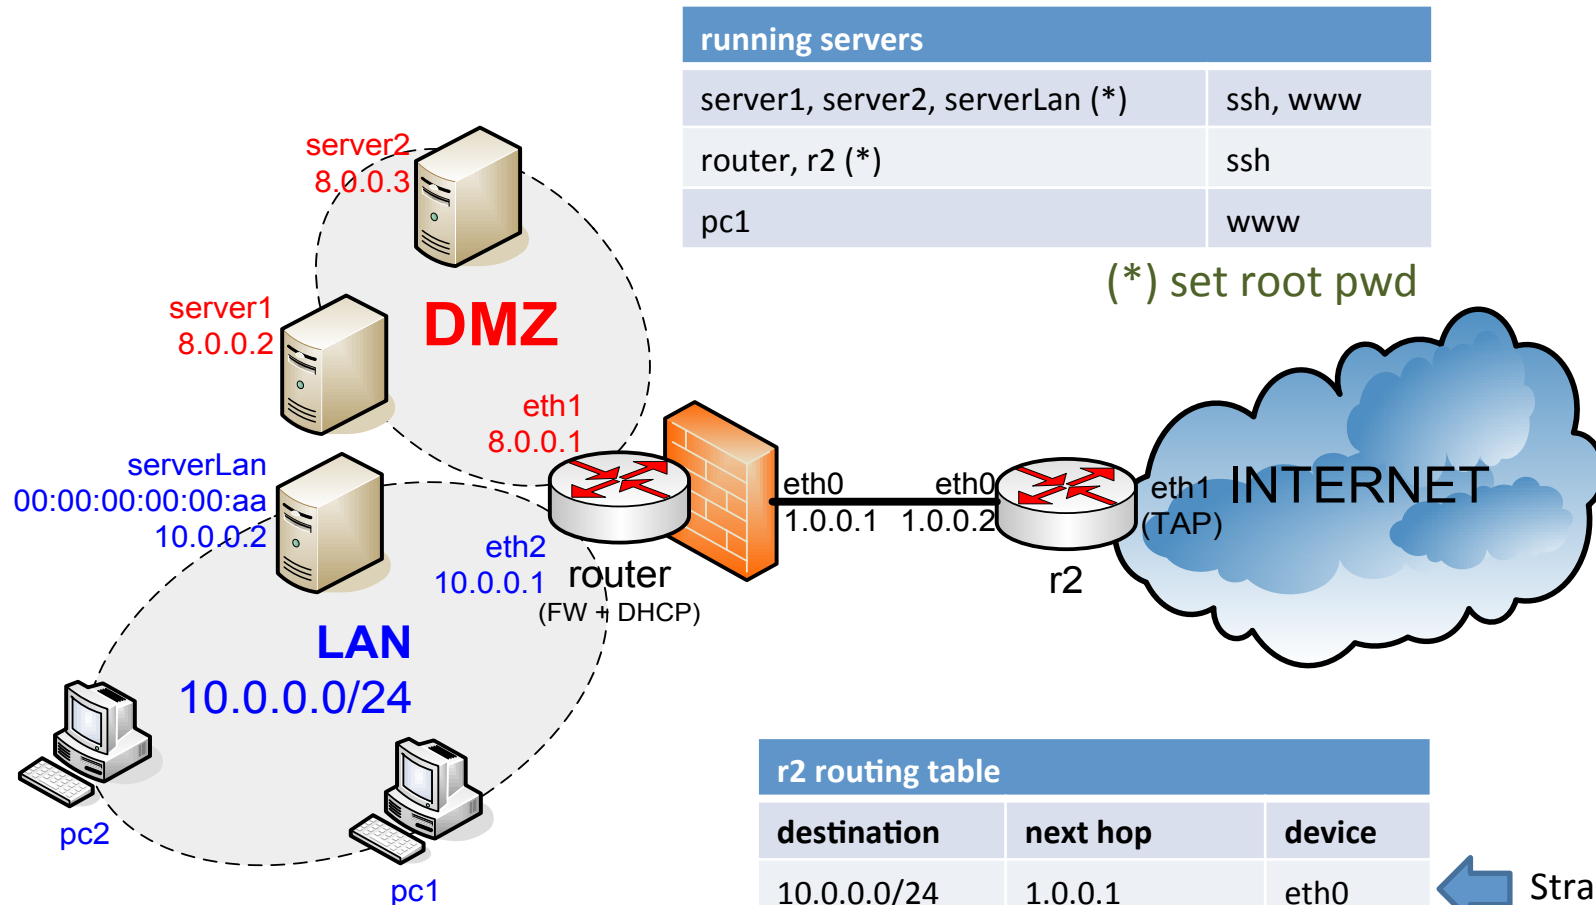 running servers
server1, server2, serverLan (*) ssh, www
router, r2 (*) ssh
pc1 www
(*) set root pwd
server2
8.0.0.3
server1
8.0.0.2
DMZ
eth1
8.0.0.1
serverLan
00:00:00:00:00:aa
10.0.0.2
eth2
10.0.0.1
router
(FW + DHCP)
eth0
1.0.0.1
eth0
1.0.0.2
r2
eth1
(TAP)
INTERNET
LAN
10.0.0.0/24
pc2
pc1
r2 routing table
destination next hop device
10.0.0.0/24 1.0.0.1 eth0
Stra